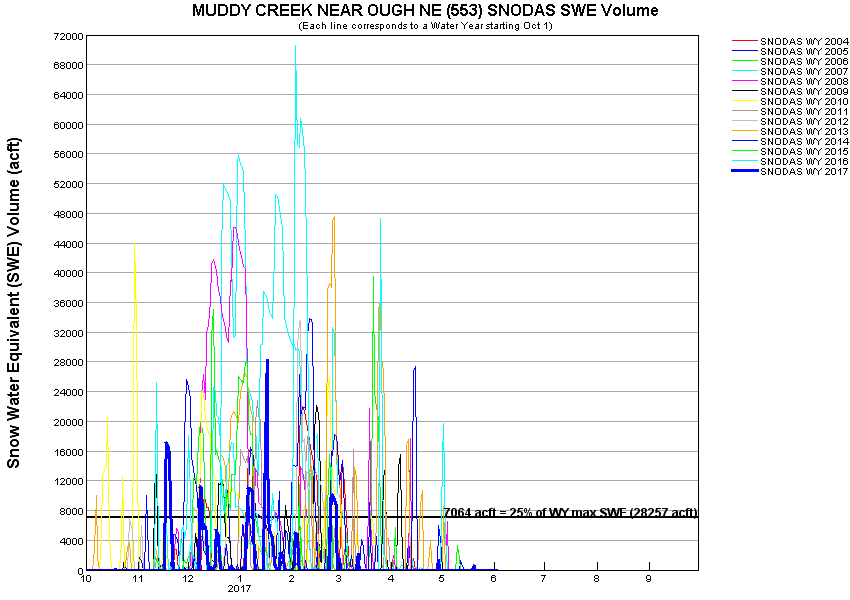 MUDDY CREEK NEAR OUGH NE (553) SNODAS SWE Volume
(Each line corresponds to a Water Year starting Oct 1)
Snow Water Equivalent (SWE) Volume (acft)
72000
68000
64000
60000
56000
52000
48000
44000
40000
36000
32000
28000
24000
20000
16000
12000
8000
4000
0
7064 acft = 25% of WY max SWE (28257 acft)
10 11 12 1 2 3 4 5 6 7 8 9
2017
SNODAS WY 2004
SNODAS WY 2005
SNODAS WY 2006
SNODAS WY 2007
SNODAS WY 2008
SNODAS WY 2009
SNODAS WY 2010
SNODAS WY 2011
SNODAS WY 2012
SNODAS WY 2013
SNODAS WY 2014
SNODAS WY 2015
SNODAS WY 2016
SNODAS WY 2017